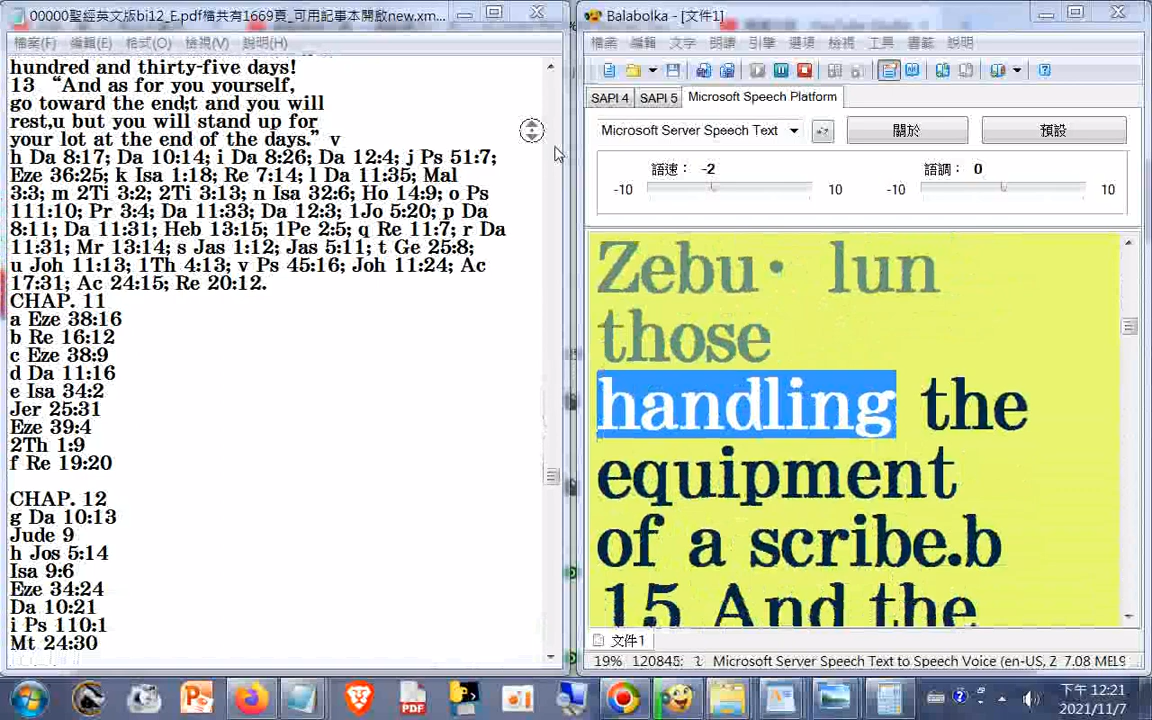 00000聖經英文版bi12_E.pdf檔共有1669頁_可用記事本開啟new.xm...
檔案(F) 編輯(E) 格式(O) 檢視(V) 說明(H)
hundred and thirty-five days!
13 “And as for you yourself,
go toward the end;t and you will
rest,u but you will stand up for
your lot at the end of the days.” v
h Da 8:17; Da 10:14; i Da 8:26; Da 12:4; j Ps 51:7;
Eze 36:25; k Isa 1:18; Re 7:14; l Da 11:35; Mal
3:3; m 2Ti 3:2; 2Ti 3:13; n Isa 32:6; Ho 14:9; o Ps
111:10; Pr 3:4; Da 11:33; Da 12:3; 1Jo 5:20; p Da
8:11; Da 11:31; Heb 13:15; 1Pe 2:5; q Re 11:7; r Da
11:31; Mr 13:14; s Jas 1:12; Jas 5:11; t Ge 25:8;
u Joh 11:13; 1Th 4:13; v Ps 45:16; Joh 11:24; Ac
17:31; Ac 24:15; Re 20:12.
CHAP. 11
a Eze 38:16
b Re 16:12
c Eze 38:9
d Da 11:16
e Isa 34:2
Jer 25:31
Eze 39:4
2Th 1:9
f Re 19:20
CHAP. 12
g Da 10:13
Jude 9
h Jos 5:14
Isa 9:6
Eze 34:24
Da 10:21
i Ps 110:1
Mt 24:30
Balabolka - [文件1]
檔案 編輯 文字 朗讀 引擎 選項 檢視 工具 書籤 說明
SAPI 4 SAPI 5 Microsoft Speech Platform
Microsoft Server Speech Text 關於 預設
語速： -2 語調： 0
-10 10 -10 10
Zebu· lun
those
handling the
equipment
of a scribe.b
15 And the
文件1
19% 120845: Microsoft Server Speech Text to Speech Voice (en-US, Z 7.08 ME
PDF
下午 12:21
2021/11/7